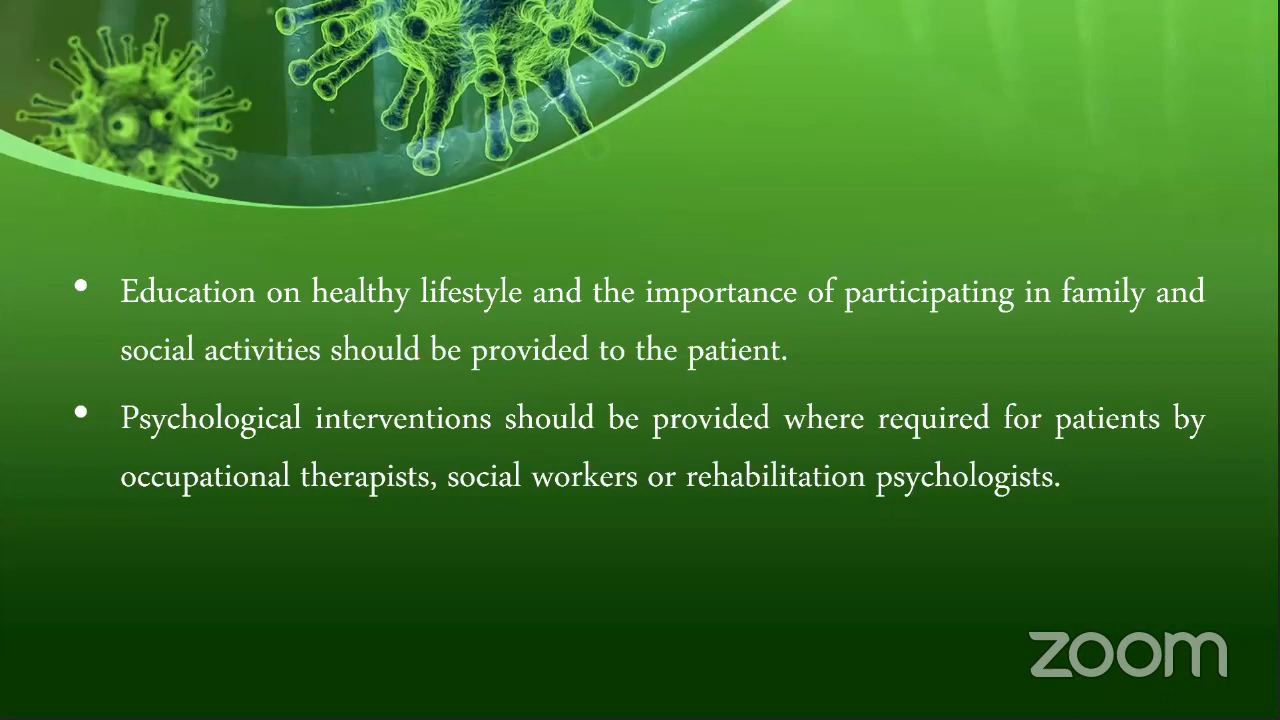 • Education on healthy lifestyle and the importance of participating in family and
social activities should be provided to the patient.
• Psychological interventions should be provided where required for patients by
occupational therapists, social workers or rehabilitation psychologists.
zoom